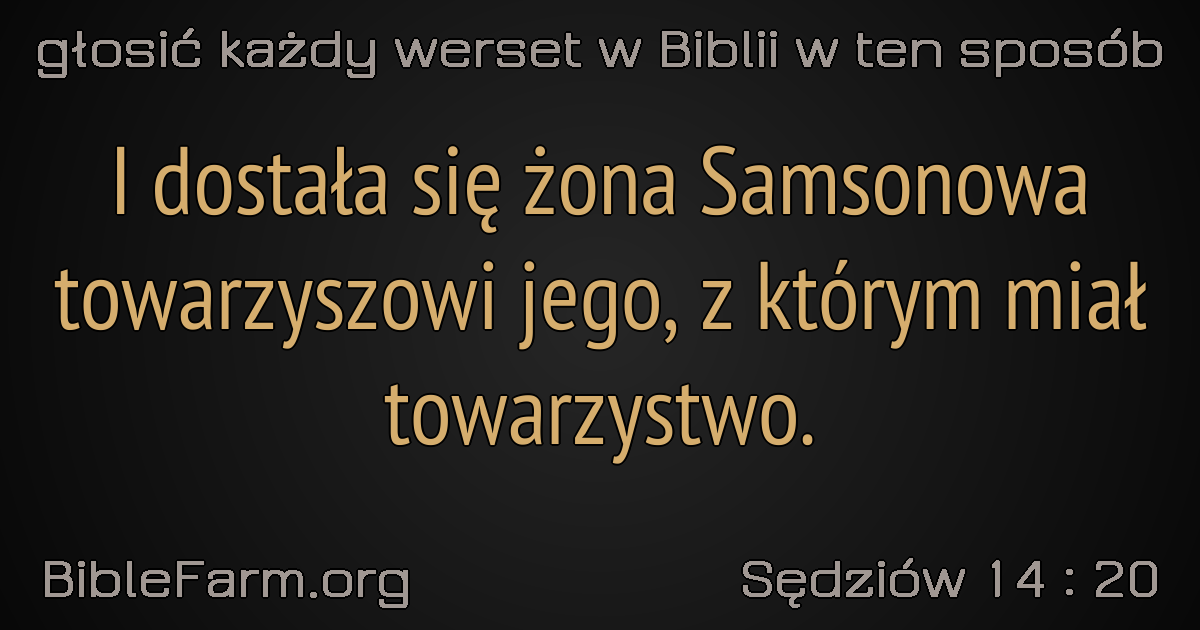 głosić każdy werset w Biblii w ten sposób
I dostała się żona Samsonowa
towarzyszowi jego, z którym miał
towarzystwo.
BibleFarm.org
Sędziów 14 : 20